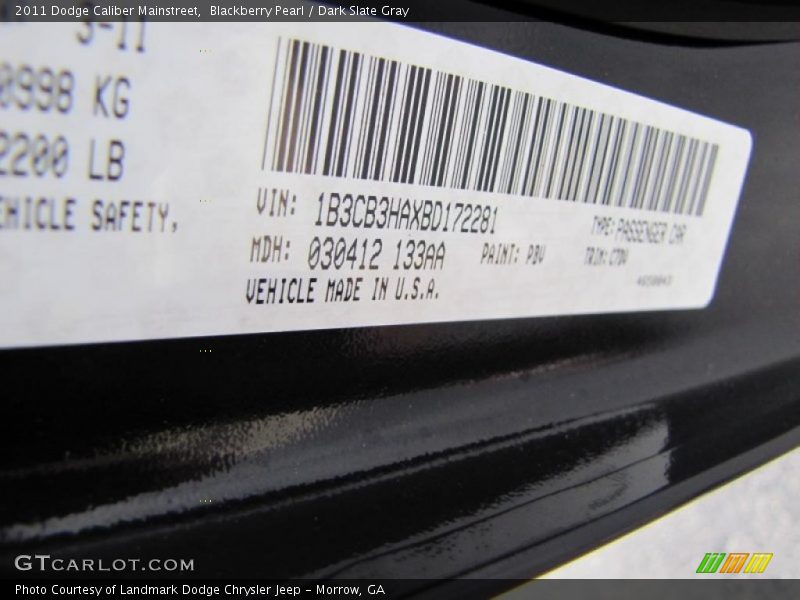 2011 Dodge Caliber Mainstreet,  Blackberry Pearl / Dark Slate Gray
3-11
0998 KG
2200 LB
EHICLE SAFETY,
VIN: 1B3CB3HAXBD172281
TYPE: PASSENGER CAR
MDH: 030412 133AA
PAINT: PBV
TRIM: C7DV
VEHICLE MADE IN U.S.A.
GTCARLOT.COM
Photo Courtesy of Landmark Dodge Chrysler Jeep - Morrow, GA